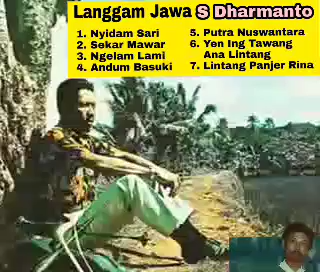 Langgam Jawa S Dharmanto
1. Nyidam Sari
2. Sekar Mawar
3. Ngelam Lami
4. Andum Basuki
5. Putra Nuswantara
6. Yen Ing Tawang
Ana Lintang
7. Lintang Panjer Rina